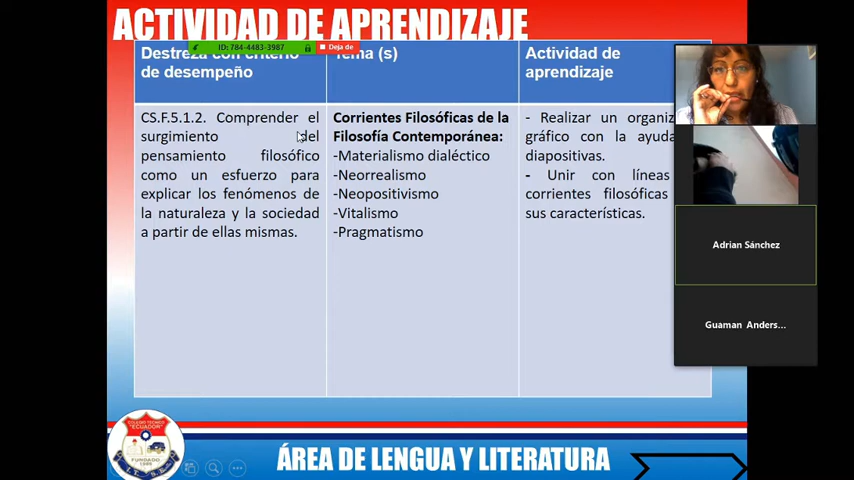 ACTIVIDAD DE APRENDIZAJE
ID: 784-4483-3987
Deja de
Destreza con criterio
de desempeño
Tema (s)
Actividad de
aprendizaje
CS.F.5.1.2. Comprender el
surgimiento del
pensamiento filosófico
como un esfuerzo para
explicar los fenómenos de
la naturaleza y la sociedad
a partir de ellas mismas.
Corrientes Filosóficas de la
Filosofía Contemporánea:
-Materialismo dialéctico
-Neorrealismo
-Neopositivismo
-Vitalismo
-Pragmatismo
- Realizar un organiz
gráfico con la ayuda
diapositivas.
- Unir con líneas
corrientes filosóficas
sus características.
Adrian Sánchez
Guaman Anders...
COLEGIO TECNICO
"ECUADOR"
FUNDADO
ÁREA DE LENGUA Y LITERATURA